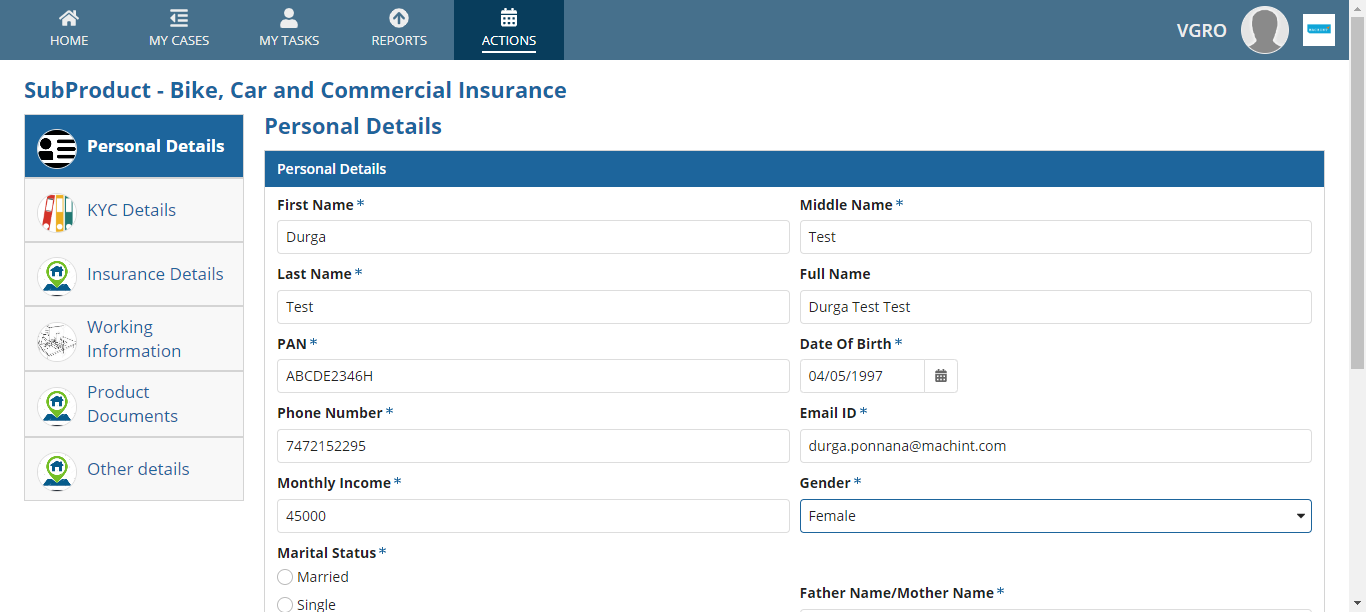 HOME
MY CASES
MY TASKS
REPORTS
ACTIONS
VGRO
SubProduct - Bike, Car and Commercial Insurance
Personal Details
KYC Details
Insurance Details
Working
Information
Product
Documents
Other details
Personal Details
Personal Details
First Name *
Durga
Middle Name *
Test
Last Name *
Test
Full Name
Durga Test Test
PAN *
ABCDE2346H
Date Of Birth *
04/05/1997
Phone Number *
7472152295
Email ID *
durga.ponnana@machint.com
Monthly Income *
45000
Gender *
Female
Marital Status *
Married
Single
Father Name/Mother Name *